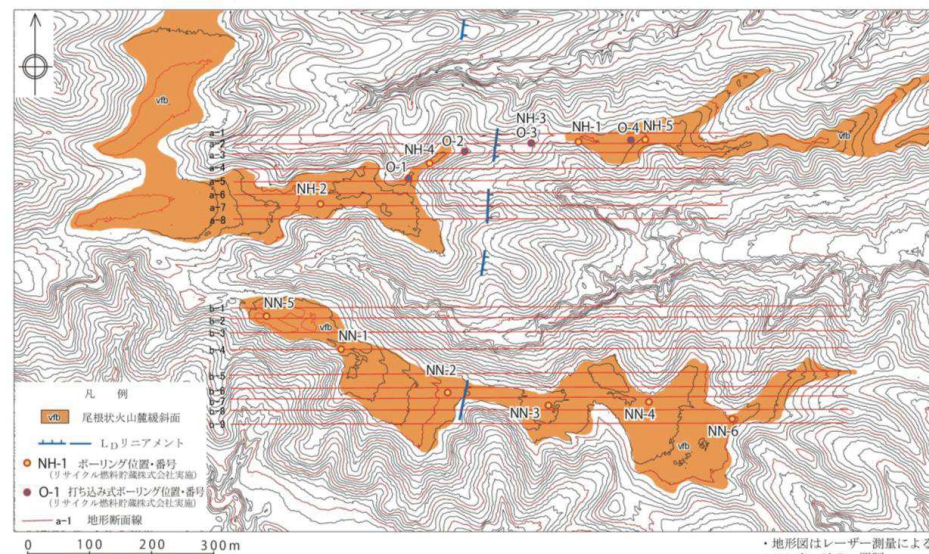 vfb
NH-3
a-1
a-2
O-2
O-3
NH-1
O-4
NH-5
vfb
NH-4
a-4
O-1
a-5
a-6
NH-2
a-7
a-8
b-1
NN-5
b-2
b-3
vfb
NN-1
b-4
b-5
NN-2
b-6
b-7
b-8
NN-3
NN-4
NN-6
b-9
vfb
凡 例
vfb 尾根状火山麓緩斜面
LDリニアメント
NH-1 ボーリング位置・番号
(リサイクル燃料貯蔵株式会社実施)
O-1 打ち込み式ボーリング位置・番号
(リサイクル燃料貯蔵株式会社実施)
a-1 地形断面線
0 100 200 300m
・地形図はレーザー測量による